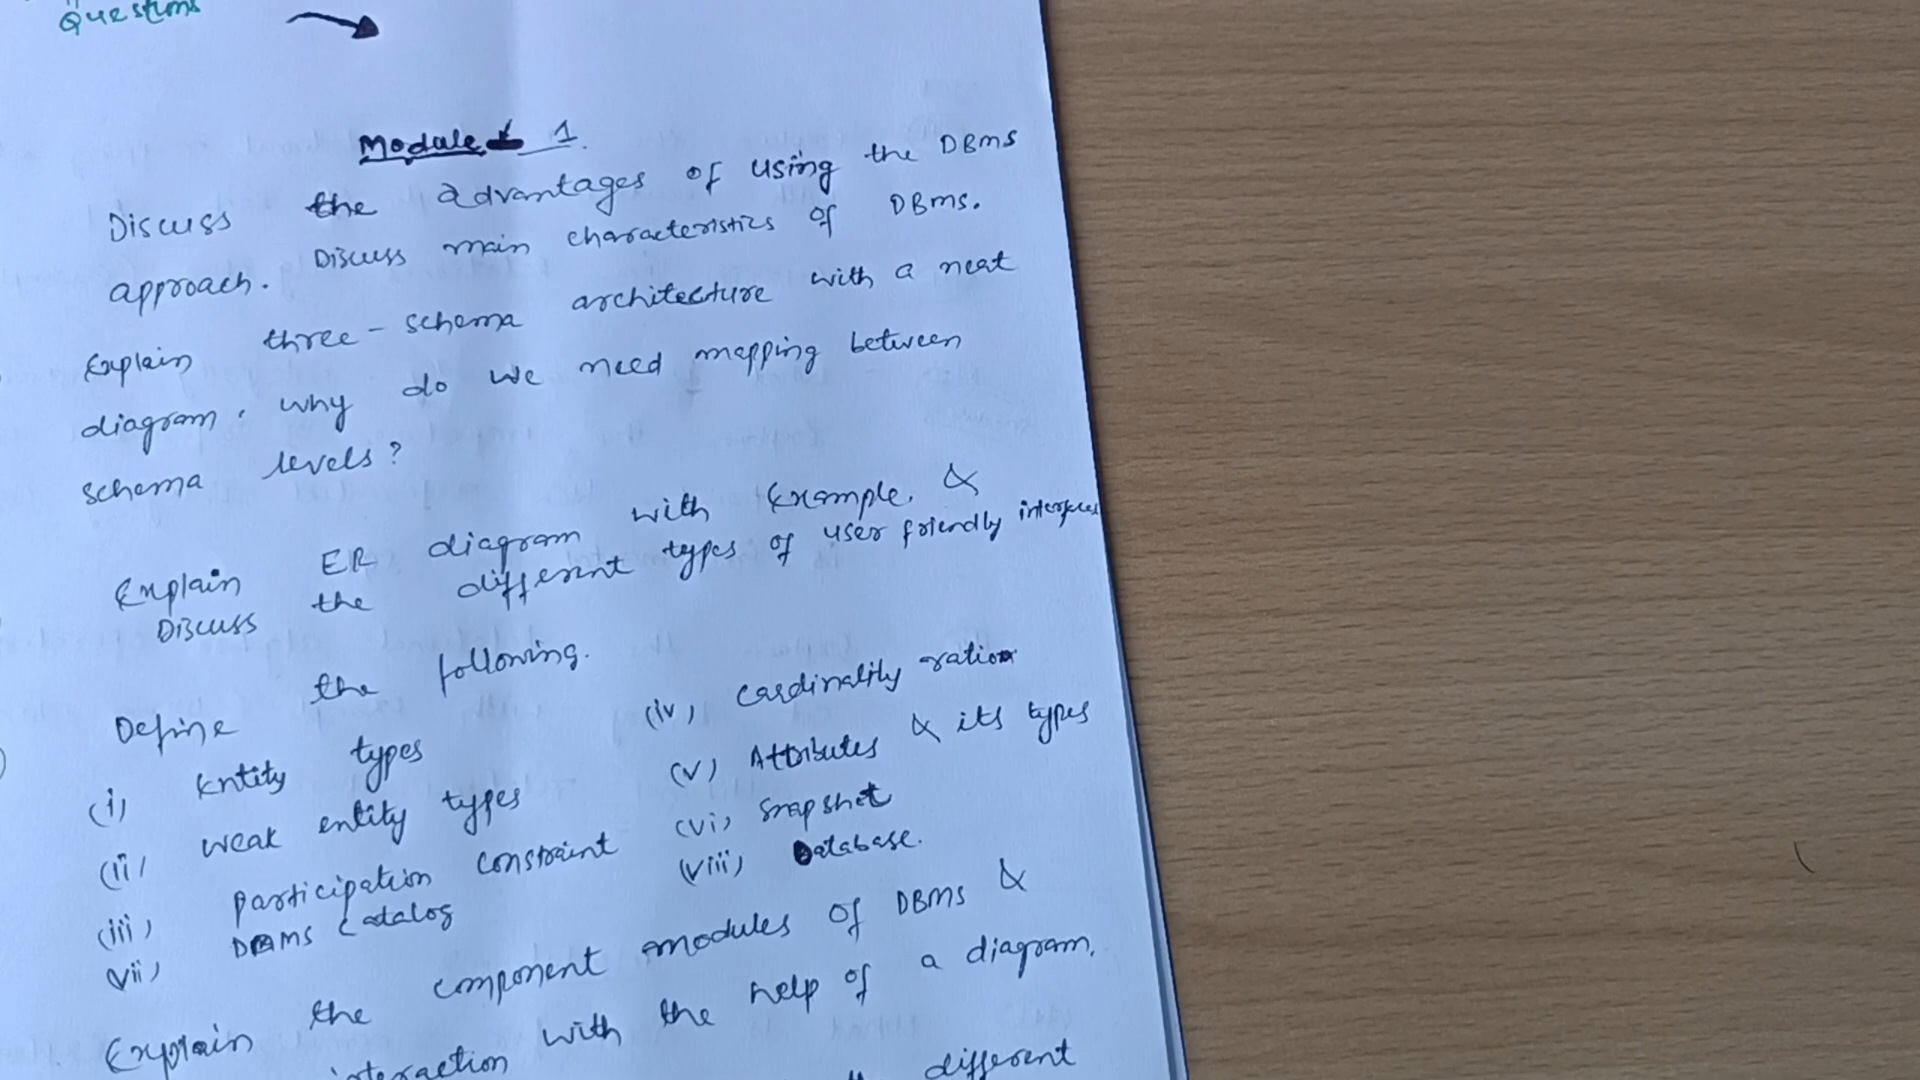 Questions
Module 1.
Discuss the advantages of using the DBMS
approach. Discuss main characteristics of DBMS.
Explain three-schema architecture with a neat
diagram. Why do we need mapping between
schema levels?
Explain ER diagram with Example. &
Discuss the different types of user friendly interfaces
Define the following.
(i) Entity types (iv) cardinality ratio
(ii) weak entity types (v) Attributes & its types
(iii) participation constraint (vi) snapshot
(vii) DBMS Catalog (viii) Database.
Explain the component modules of DBMS &
interaction with the help of a diagram.
different